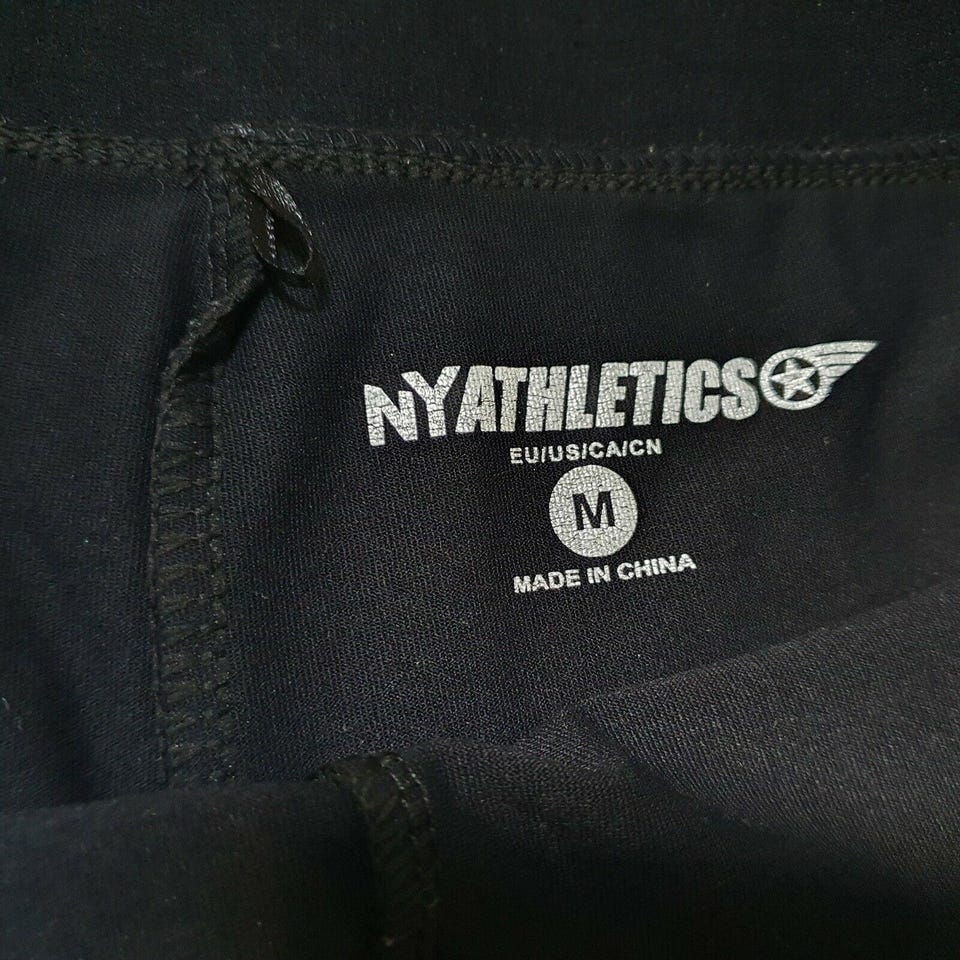 NYATHLETICS
EU/US/CA/CN
M
MADE IN CHINA